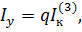 I_у = qI_к^(3),